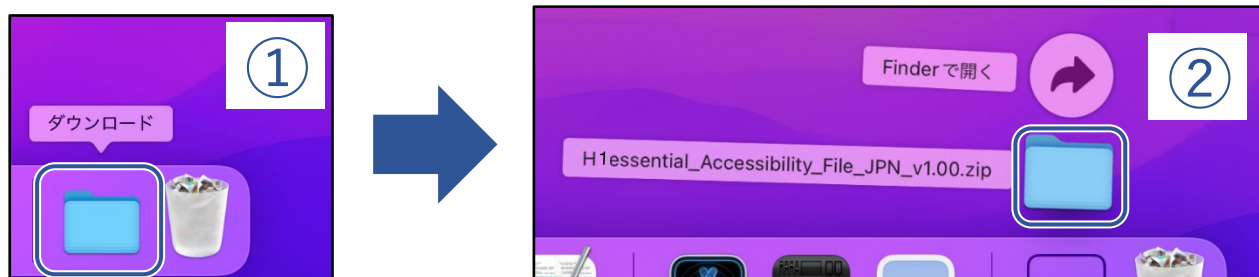 ①
ダウンロード
②
Finderで開く
H1essential_Accessibility_File_JPN_v1.00.zip